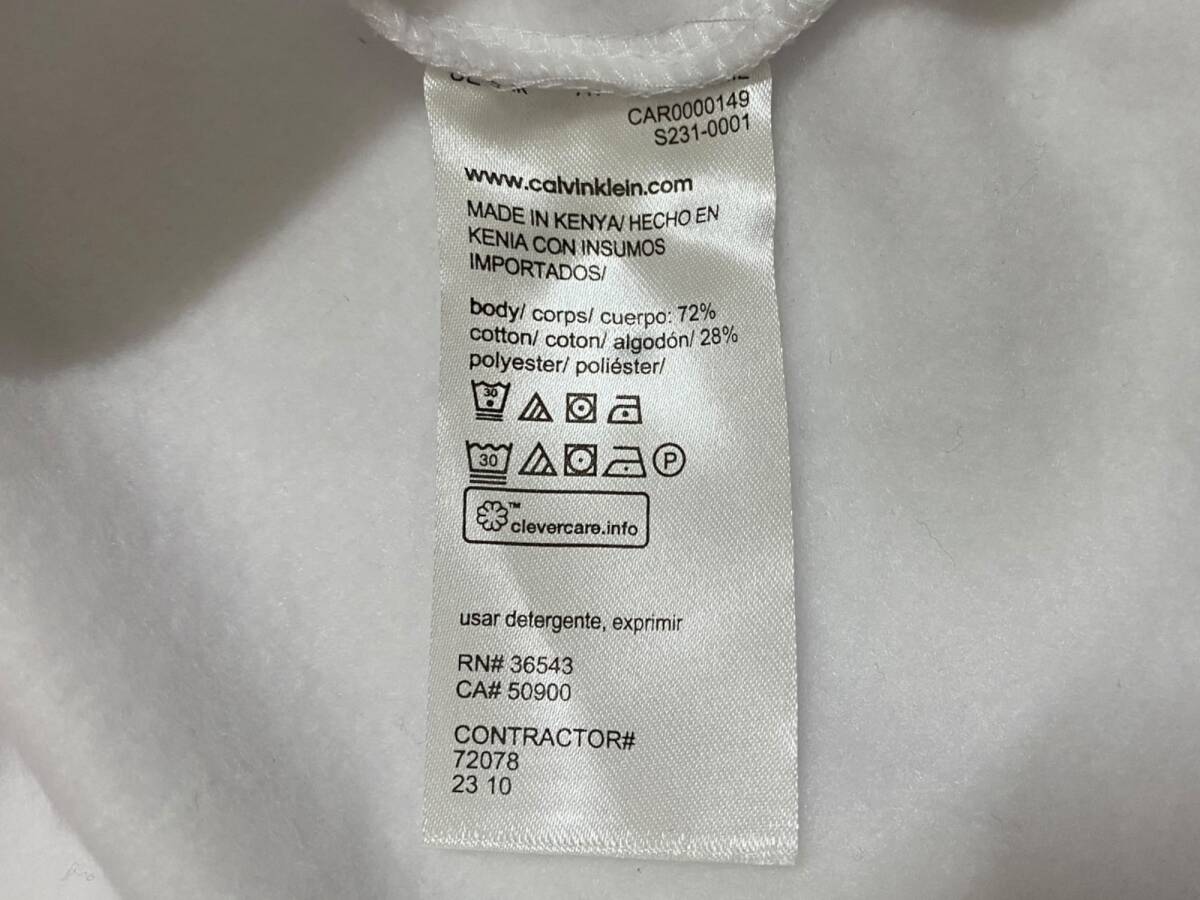 CAR0000149
S231-0001
www.calvinklein.com
MADE IN KENYA/ HECHO EN
KENIA CON INSUMOS
IMPORTADOS/
body/ corps/ cuerpo: 72%
cotton/ coton/ algodón/ 28%
polyester/ poliéster/
30
30 P
™
clevercare.info
usar detergente, exprimir
RN# 36543
CA# 50900
CONTRACTOR#
72078
23 10